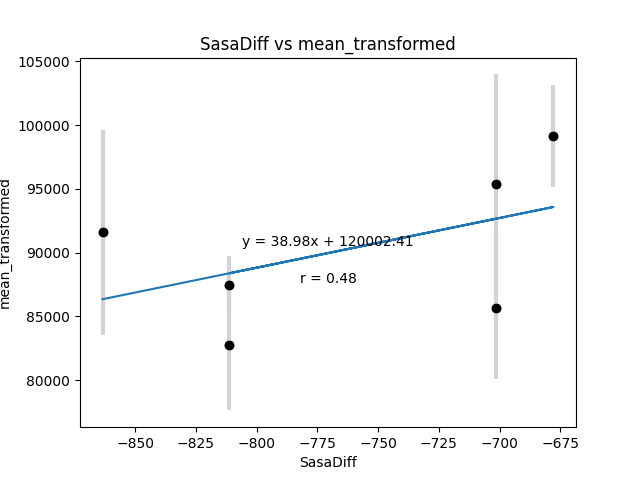 SasaDiff vs mean_transformed
mean_transformed
105000
100000
95000
90000
85000
80000
y = 38.98x + 120002.41
r = 0.48
−850
−825
−800
−775
−750
−725
−700
−675
SasaDiff